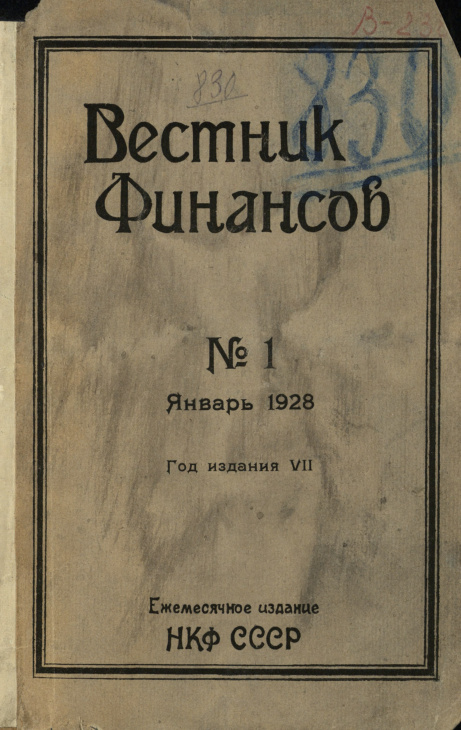 830
830
Вестник
Финансов
№ 1
Январь 1928
Год издания VII
Ежемесячное издание
НКФ СССР